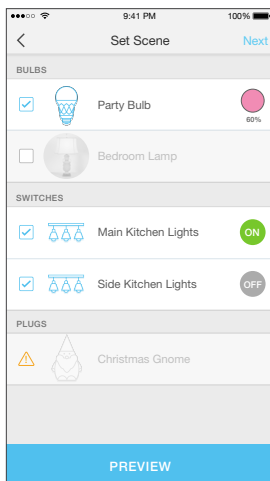 9:41 PM 100%
Set Scene Next
BULBS
Party Bulb
60%
Bedroom Lamp
SWITCHES
Main Kitchen Lights ON
Side Kitchen Lights OFF
PLUGS
Christmas Gnome
PREVIEW